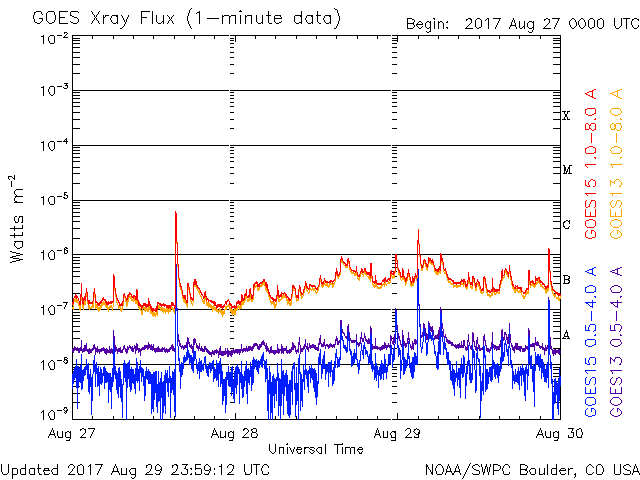 GOES Xray Flux (1-minute data)
Begin: 2017 Aug 27 0000 UTC
10-2
10-3
10-4
10-5
10-6
10-7
10-8
10-9
Watts m-2
X
M
C
B
A
GOES15 1.0-8.0 A
GOES13 1.0-8.0 A
GOES15 0.5-4.0 A
GOES13 0.5-4.0 A
Aug 27
Aug 28
Aug 29
Aug 30
Universal Time
Updated 2017 Aug 29 23:59:12 UTC
NOAA/SWPC Boulder, CO USA